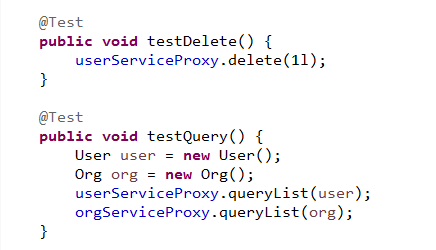 @Test
public void testDelete() {
    userServiceProxy.delete(1l);
}
@Test
public void testQuery() {
    User user = new User();
    Org org = new Org();
    userServiceProxy.queryList(user);
    orgServiceProxy.queryList(org);
}